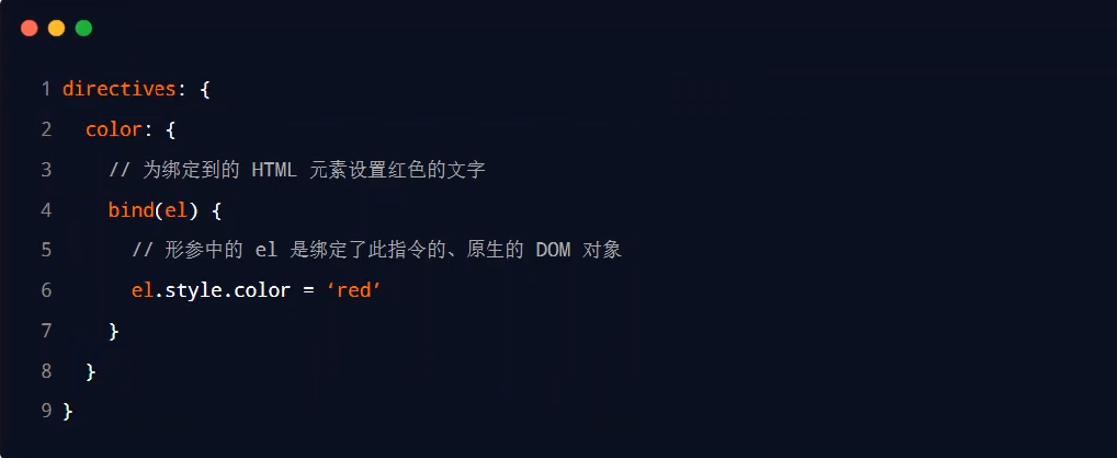 1 directives: {
2   color: {
3     // 为绑定到的 HTML 元素设置红色的文字
4     bind(el) {
5       // 形参中的 el 是绑定了此指令的、原生的 DOM 对象
6       el.style.color = ‘red’
7     }
8   }
9 }